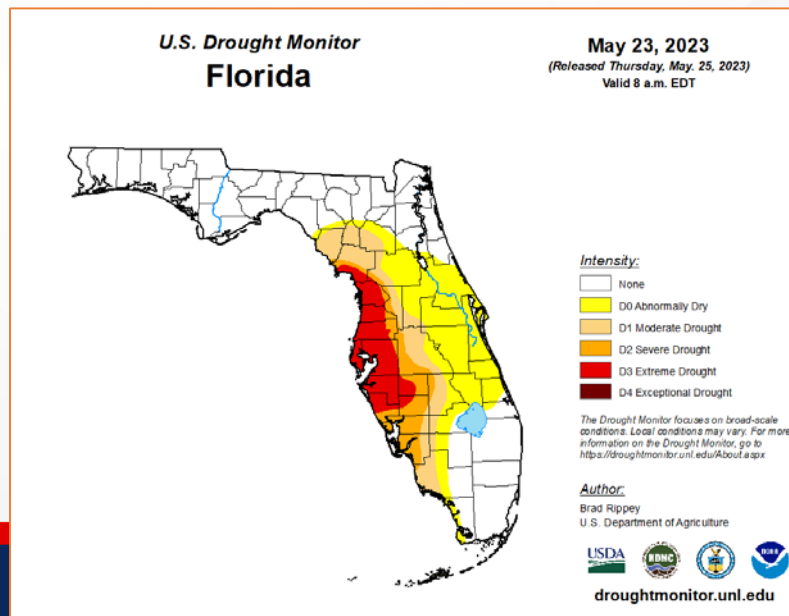 U.S. Drought Monitor
Florida
May 23, 2023
(Released Thursday, May. 25, 2023)
Valid 8 a.m. EDT
Intensity:
None
D0 Abnormally Dry
D1 Moderate Drought
D2 Severe Drought
D3 Extreme Drought
D4 Exceptional Drought
The Drought Monitor focuses on broad-scale
conditions. Local conditions may vary. For more
information on the Drought Monitor, go to
https://droughtmonitor.unl.edu/About.aspx
Author:
Brad Rippey
U.S. Department of Agriculture
USDA
NDMC
droughtmonitor.unl.edu